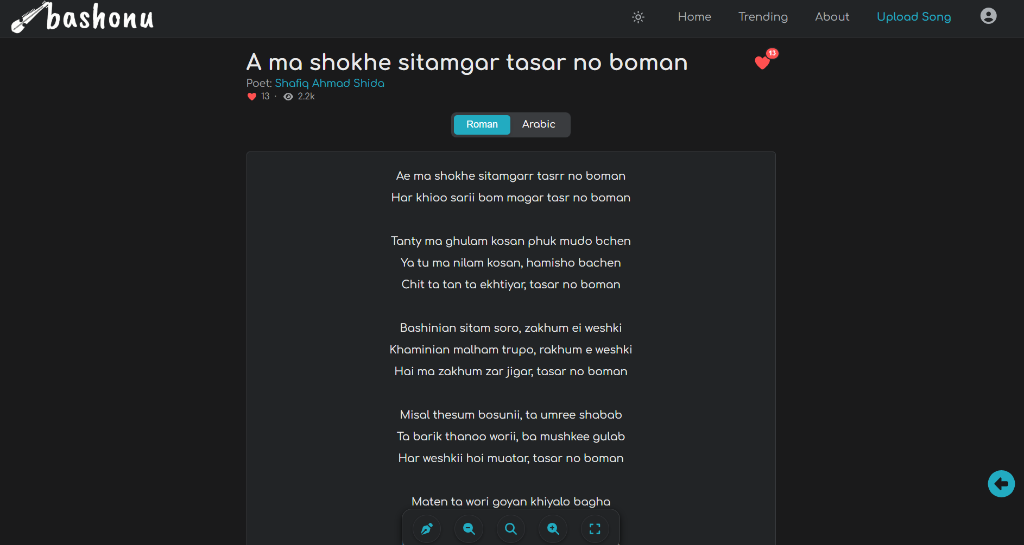 bashonu
Home
Trending
About
Upload Song
A ma shokhe sitamgar tasar no boman
13
Poet: Shafiq Ahmad Shida
13 · 2.2k
Roman
Arabic
Ae ma shokhe sitamgarr tasrr no boman
Har khioo sarii bom magar tasr no boman
Tanty ma ghulam kosan phuk mudo bchen
Ya tu ma nilam kosan, hamisho bachen
Chit ta tan ta ekhtiyar, tasar no boman
Bashinian sitam soro, zakhum ei weshki
Khaminian malham trupo, rakhum e weshki
Hai ma zakhum zar jigar, tasar no boman
Misal thesum bosunii, ta umree shabab
Ta barik thanoo worii, ba mushkee gulab
Har weshkii hoi muatar, tasar no boman
Maten ta wori goyan khiyalo bagha